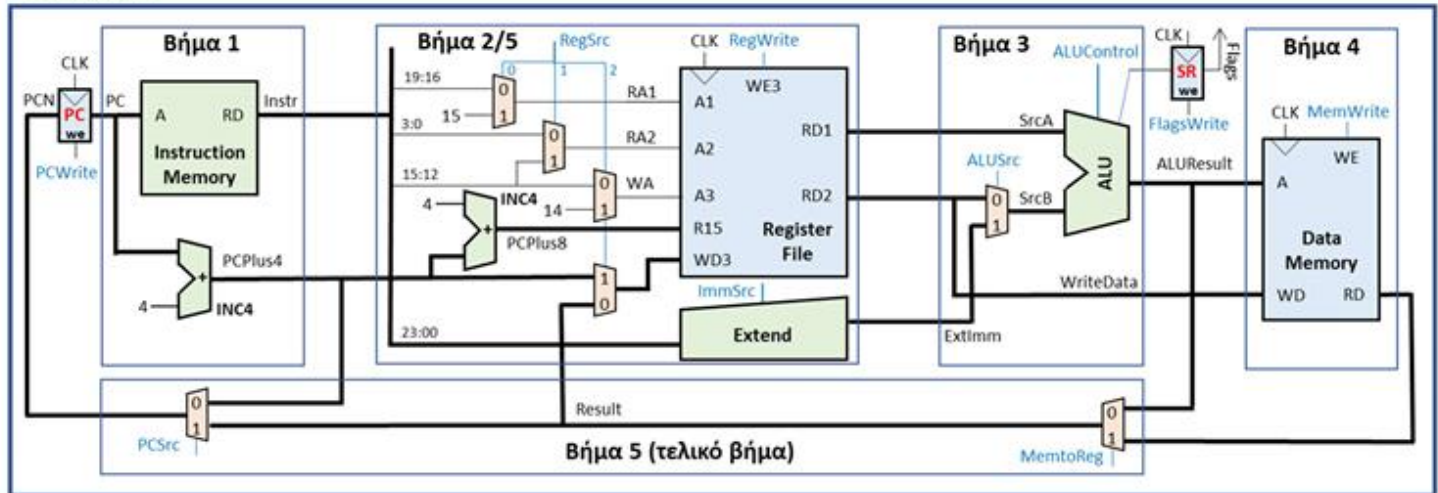 Βήμα 1
CLK
PCN
PC
we
PCWrite
PC
A
RD
Instruction
Memory
Instr
PCPlus4
4
+
INC4
Βήμα 2/5
RegSrc
0
1
2
19:16
15
0
1
RA1
3:0
0
1
RA2
15:12
INC4
14
0
1
WA
4
+
PCPlus8
1
0
23:00
CLK
RegWrite
WE3
A1
RD1
A2
A3
RD2
R15
Register
File
WD3
ImmSrc
Extend
Βήμα 3
ALUControl
SrcA
ALUSrc
0
1
SrcB
ALU
WriteData
ExtImm
CLK
SR
we
FlagsWrite
Flags
ALUResult
Βήμα 4
CLK
MemWrite
WE
A
Data
Memory
WD
RD
0
1
PCSrc
Result
Βήμα 5 (τελικό βήμα)
0
1
MemtoReg